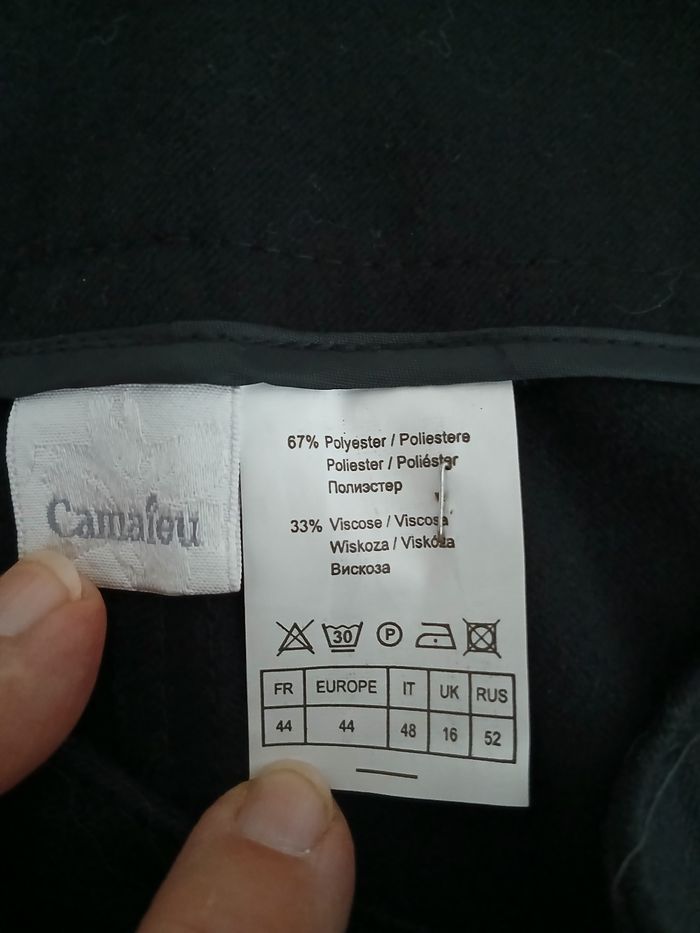 Camaïeu
67% Polyester / Poliestere
Poliester / Poliéster
Полиэстер
33% Viscose / Viscosa
Wiskoza / Viskóza
Вискоза
30 P
FR EUROPE IT UK RUS
44 44 48 16 52